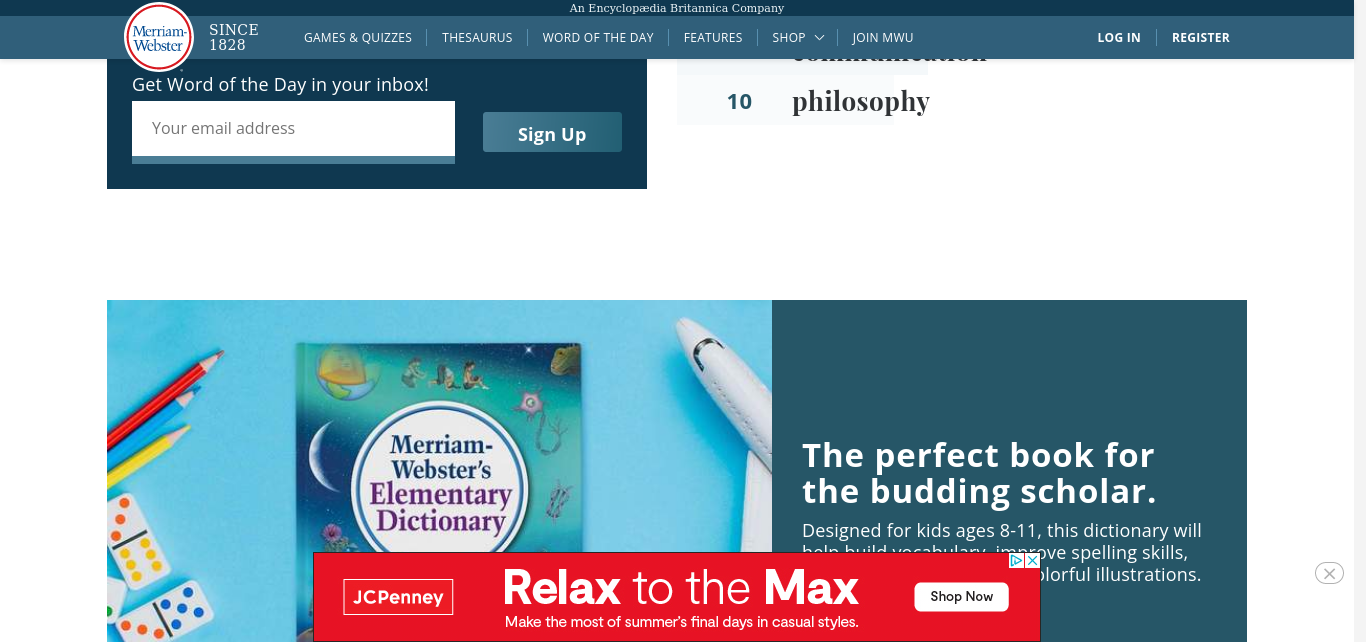 An Encyclopædia Britannica Company
Merriam-
Webster
SINCE
1828
GAMES & QUIZZES
THESAURUS
WORD OF THE DAY
FEATURES
SHOP
JOIN MWU
LOG IN
REGISTER
Get Word of the Day in your inbox!
Your email address
Sign Up
10
philosophy
Merriam-
Webster's
Elementary
Dictionary
The perfect book for
the budding scholar.
Designed for kids ages 8-11, this dictionary will
help build vocabulary, improve spelling skills,
illustrations.
JCPenney
Relax to the Max
Make the most of summer's final days in casual styles.
Shop Now